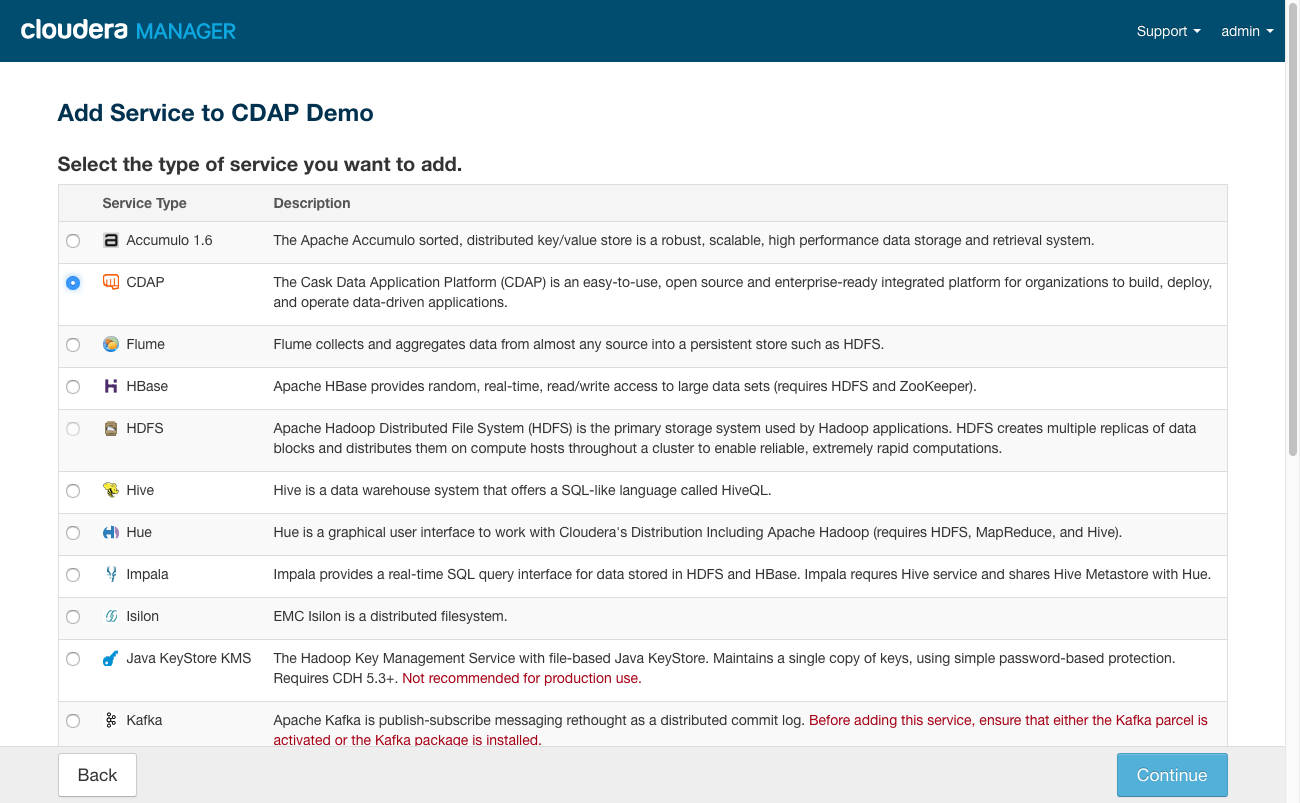 cloudera MANAGER
Support admin
Add Service to CDAP Demo
Select the type of service you want to add.
Service Type Description
Accumulo 1.6 The Apache Accumulo sorted, distributed key/value store is a robust, scalable, high performance data storage and retrieval system.
CDAP The Cask Data Application Platform (CDAP) is an easy-to-use, open source and enterprise-ready integrated platform for organizations to build, deploy,
and operate data-driven applications.
Flume Flume collects and aggregates data from almost any source into a persistent store such as HDFS.
HBase Apache HBase provides random, real-time, read/write access to large data sets (requires HDFS and ZooKeeper).
HDFS Apache Hadoop Distributed File System (HDFS) is the primary storage system used by Hadoop applications. HDFS creates multiple replicas of data
blocks and distributes them on compute hosts throughout a cluster to enable reliable, extremely rapid computations.
Hive Hive is a data warehouse system that offers a SQL-like language called HiveQL.
Hue Hue is a graphical user interface to work with Cloudera's Distribution Including Apache Hadoop (requires HDFS, MapReduce, and Hive).
Impala Impala provides a real-time SQL query interface for data stored in HDFS and HBase. Impala requres Hive service and shares Hive Metastore with Hue.
Isilon EMC Isilon is a distributed filesystem.
Java KeyStore KMS The Hadoop Key Management Service with file-based Java KeyStore. Maintains a single copy of keys, using simple password-based protection.
Requires CDH 5.3+. Not recommended for production use.
Kafka Apache Kafka is publish-subscribe messaging rethought as a distributed commit log. Before adding this service, ensure that either the Kafka parcel is
activated or the Kafka package is installed.
Back Continue